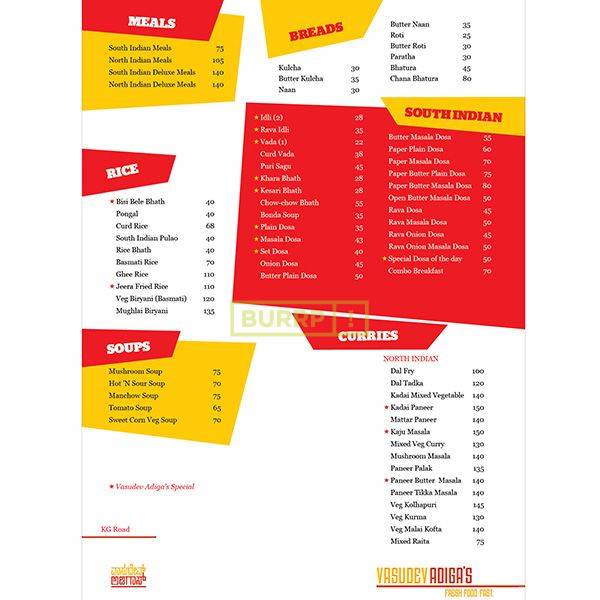 MEALS
South Indian Meals 75
North Indian Meals 105
South Indian Deluxe Meals 140
North Indian Deluxe Meals 140
BREADS
Kulcha 30
Butter Kulcha 35
Naan 30
Butter Naan 35
Roti 25
Butter Roti 30
Paratha 30
Bhatura 45
Chana Bhatura 80
SOUTH INDIAN
★ Idli (2) 28
★ Rava Idli 35
★ Vada (1) 22
Curd Vada 38
Puri Sagu 45
★ Khara Bhath 28
★ Kesari Bhath 28
Chow-chow Bhath 55
Bonda Soup 35
★ Plain Dosa 35
★ Masala Dosa 43
★ Set Dosa 40
Onion Dosa 45
Butter Plain Dosa 50
Butter Masala Dosa 55
Paper Plain Dosa 60
Paper Masala Dosa 70
Paper Butter Plain Dosa 75
Paper Butter Masala Dosa 80
Open Butter Masala Dosa 50
Rava Dosa 45
Rava Masala Dosa 50
Rava Onion Dosa 45
Rava Onion Masala Dosa 50
★ Special Dosa of the day 50
Combo Breakfast 70
RICE
★ Bisi Bele Bhath 40
Pongal 40
Curd Rice 68
South Indian Pulao 40
Rice Bhath 40
Basmati Rice 70
Ghee Rice 110
★ Jeera Fried Rice 110
Veg Biryani (Basmati) 120
Mughlai Biryani 135
BURRP!
SOUPS
Mushroom Soup 75
Hot 'N Sour Soup 70
Manchow Soup 75
Tomato Soup 65
Sweet Corn Veg Soup 70
CURRIES
NORTH INDIAN
Dal Fry 100
Dal Tadka 120
Kadai Mixed Vegetable 140
★ Kadai Paneer 150
Mattar Paneer 140
★ Kaju Masala 150
Mixed Veg Curry 130
Mushroom Masala 140
Paneer Palak 135
★ Paneer Butter Masala 140
Paneer Tikka Masala 140
Veg Kolhapuri 145
Veg Kurma 130
Veg Malai Kofta 140
Mixed Raita 75
★ Vasudev Adiga's Special
KG Road
VASUDEV ADIGA'S
FRESH FOOD. FAST.